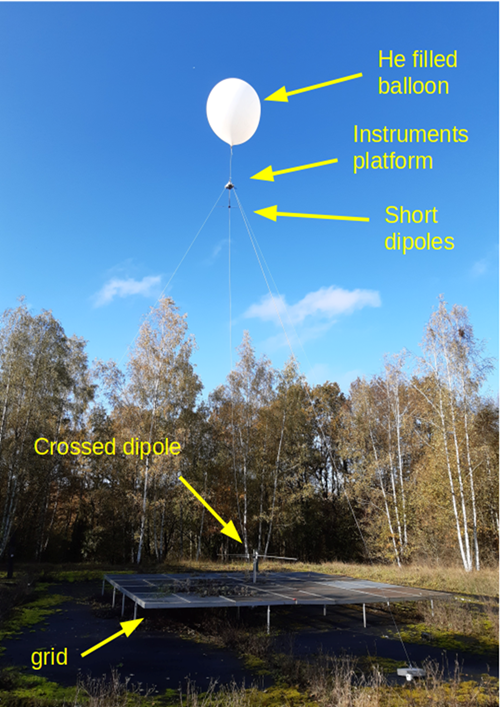 He filled
balloon
Instruments
platform
Short
dipoles
Crossed dipole
grid